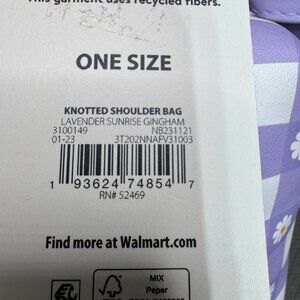 This garment uses recycled fibers.
ONE SIZE
KNOTTED SHOULDER BAG
LAVENDER SUNRISE GINGHAM
3100149 NB231121
01-23 3T202NNAFV31003
1 93624 74854 7
RN# 52469
Find more at Walmart.com
FSC
MIX
Paper